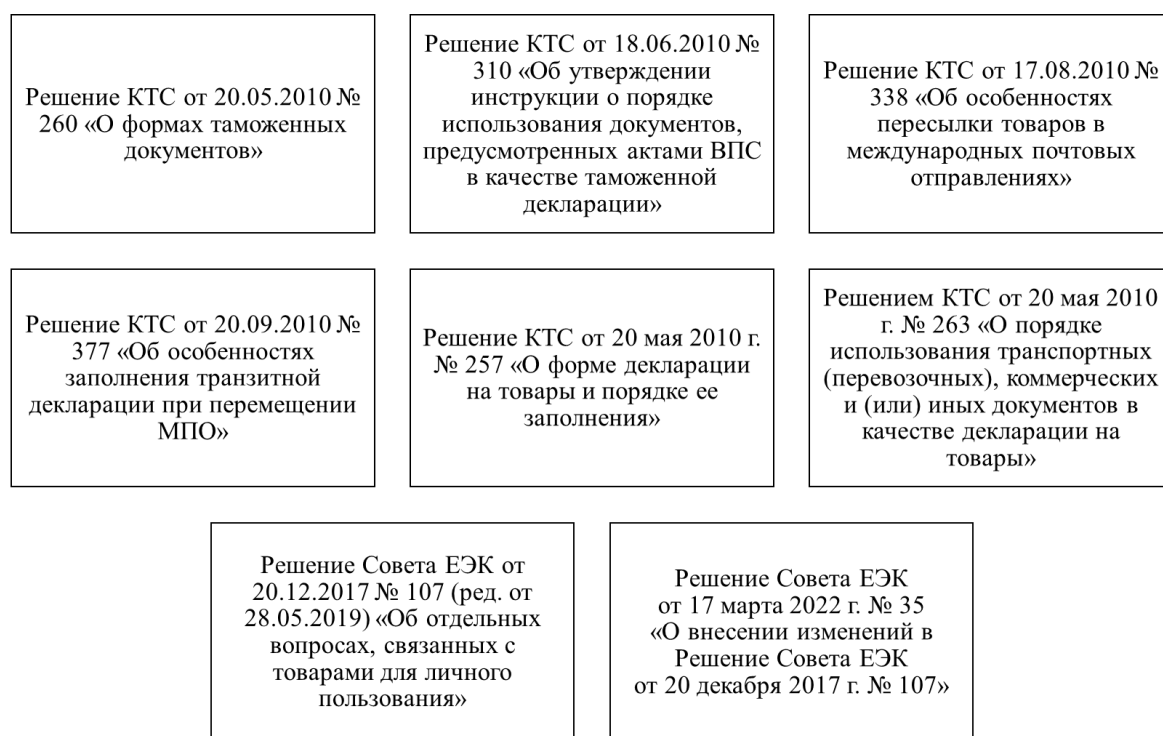 Решение КТС от 20.05.2010 №
260 «О формах таможенных
документов»
Решение КТС от 18.06.2010 №
310 «Об утверждении
инструкции о порядке
использования документов,
предусмотренных актами ВПС
в качестве таможенной
декларации»
Решение КТС от 17.08.2010 №
338 «Об особенностях
пересылки товаров в
международных почтовых
отправлениях»
Решение КТС от 20.09.2010 №
377 «Об особенностях
заполнения транзитной
декларации при перемещении
МПО»
Решение КТС от 20 мая 2010 г.
№ 257 «О форме декларации
на товары и порядке ее
заполнения»
Решением КТС от 20 мая 2010
г. № 263 «О порядке
использования транспортных
(перевозочных), коммерческих
и (или) иных документов в
качестве декларации на
товары»
Решение Совета ЕЭК от
20.12.2017 № 107 (ред. от
28.05.2019) «Об отдельных
вопросах, связанных с
товарами для личного
пользования»
Решение Совета ЕЭК
от 17 марта 2022 г. № 35
«О внесении изменений в
Решение Совета ЕЭК
от 20 декабря 2017 г. № 107»